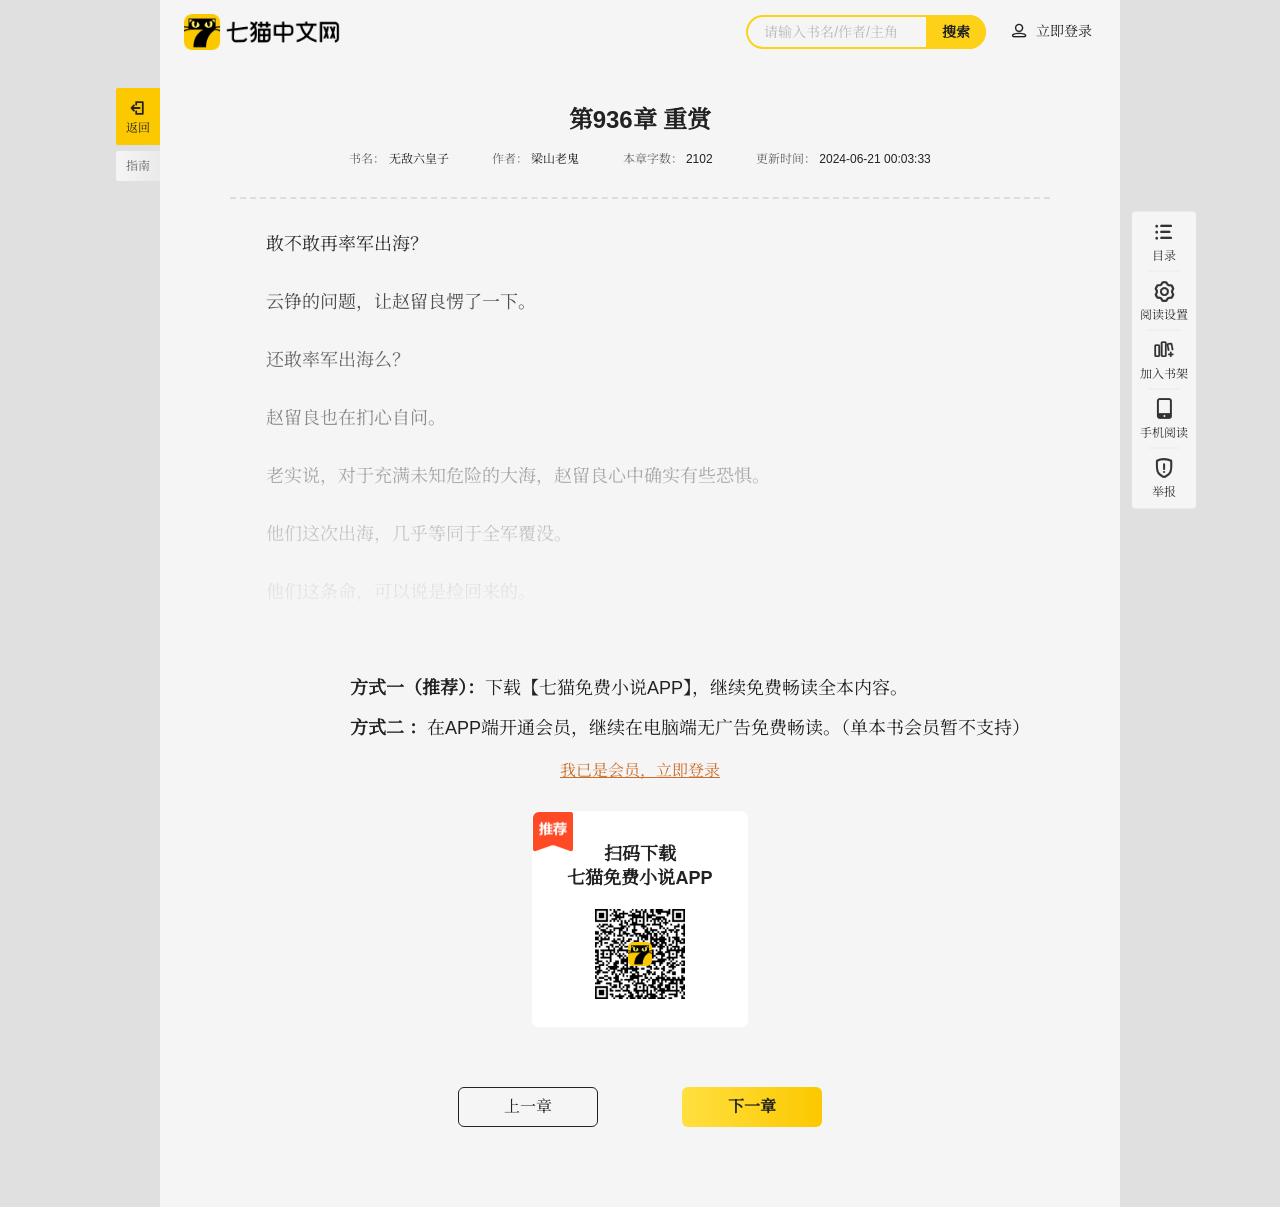 七猫中文网
请输入书名/作者/主角
搜索
立即登录
返回
指南
第936章 重赏
书名： 无敌六皇子 作者： 梁山老鬼 本章字数： 2102 更新时间： 2024-06-21 00:03:33
敢不敢再率军出海？
云铮的问题，让赵留良愣了一下。
还敢率军出海么？
赵留良也在扪心自问。
老实说，对于充满未知危险的大海，赵留良心中确实有些恐惧。
他们这次出海，几乎等同于全军覆没。
他们这条命，可以说是捡回来的。
目录
阅读设置
加入书架
手机阅读
举报
方式一（推荐）：下载【七猫免费小说APP】，继续免费畅读全本内容。
方式二 ：在APP端开通会员，继续在电脑端无广告免费畅读。（单本书会员暂不支持）
我已是会员，立即登录
推荐
扫码下载
七猫免费小说APP
上一章
下一章